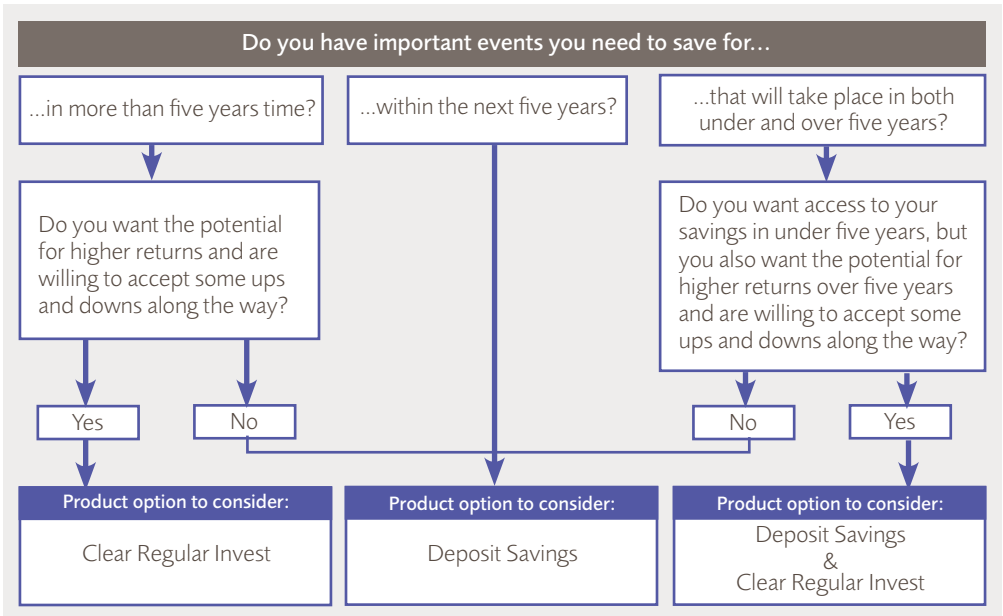 Do you have important events you need to save for...
...in more than five years time?
...within the next five years?
...that will take place in both
under and over five years?
Do you want the potential
for higher returns and are
willing to accept some ups
and downs along the way?
Do you want access to your
savings in under five years, but
you also want the potential for
higher returns over five years
and are willing to accept some
ups and downs along the way?
Yes
No
No
Yes
Product option to consider:
Clear Regular Invest
Product option to consider:
Deposit Savings
Product option to consider:
Deposit Savings
&
Clear Regular Invest